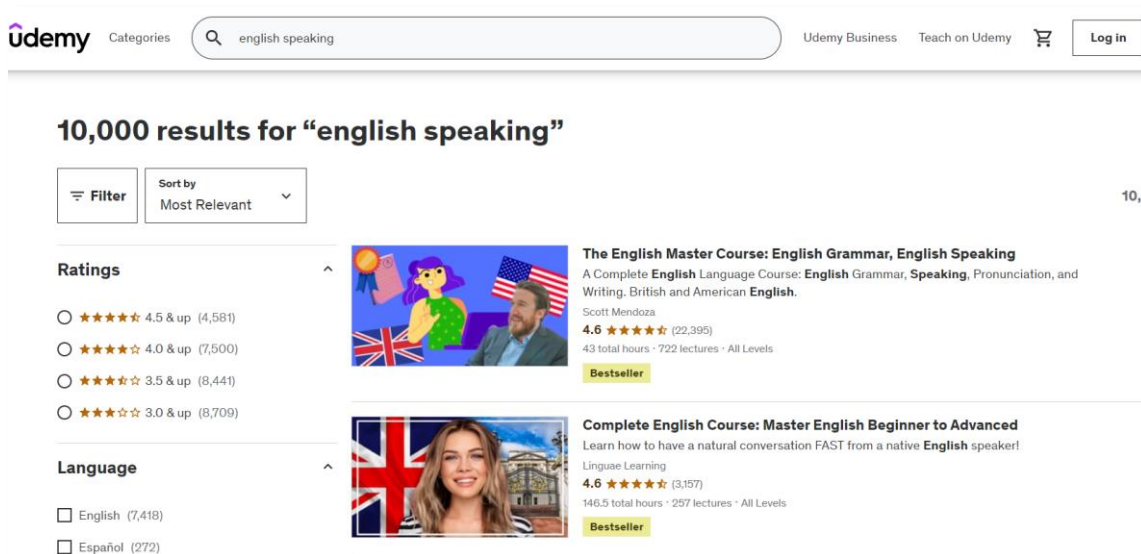 ûdemy Categories english speaking Udemy Business Teach on Udemy Log in
10,000 results for “english speaking”
Filter
Sort by
Most Relevant
10,
Ratings
4.5 & up (4,581)
4.0 & up (7,500)
3.5 & up (8,441)
3.0 & up (8,709)
Language
English (7,418)
Español (272)
The English Master Course: English Grammar, English Speaking
A Complete English Language Course: English Grammar, Speaking, Pronunciation, and
Writing. British and American English.
Scott Mendoza
4.6 (22,395)
43 total hours · 722 lectures · All Levels
Bestseller
Complete English Course: Master English Beginner to Advanced
Learn how to have a natural conversation FAST from a native English speaker!
Linguae Learning
4.6 (3,157)
146.5 total hours · 257 lectures · All Levels
Bestseller